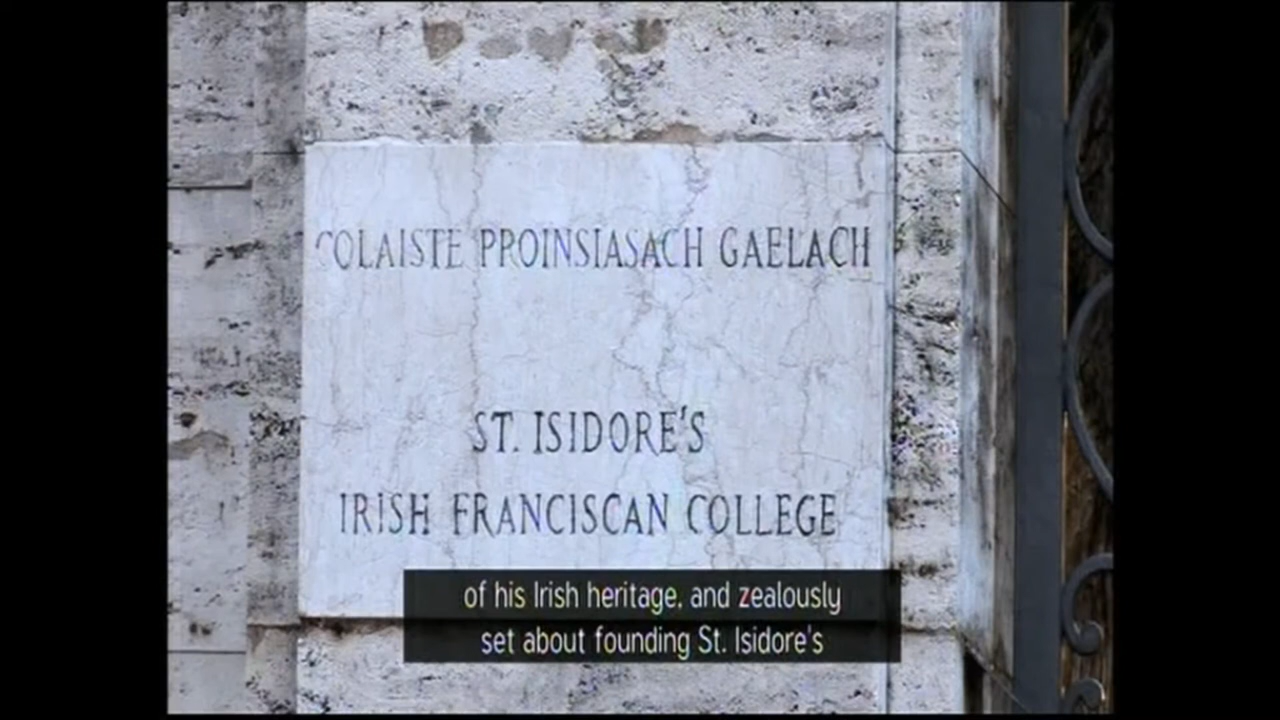 COLAISTE PROINSIASACH GAELACH
ST. ISIDORE'S
IRISH FRANCISCAN COLLEGE
of his Irish heritage, and zealously
set about founding St. Isidore's